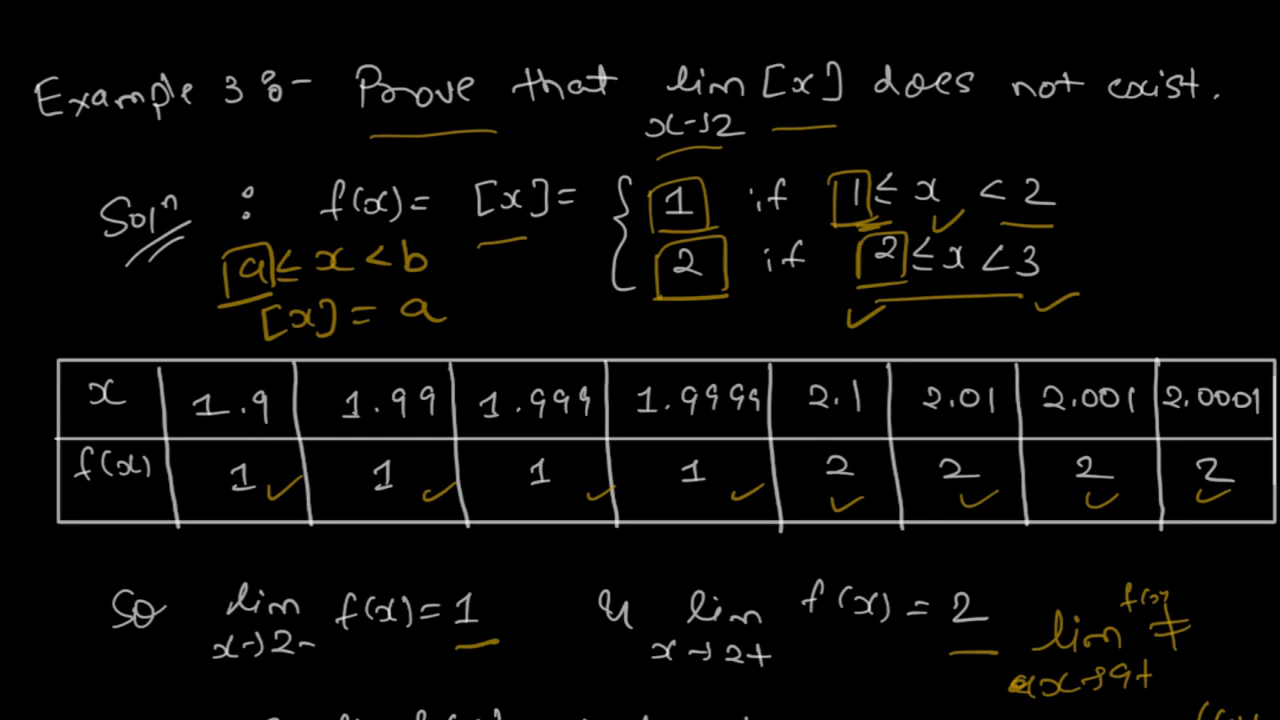 Example 3 :- Prove that lim [x] does not exist.
x→2
Soln : f(x) = [x] = { 1 if 1 ≤ x < 2
2 if 2 ≤ x < 3
a ≤ x < b
[x] = a
x 1.9 1.99 1.999 1.9999 2.1 2.01 2.001 2.0001
f(x) 1 1 1 1 2 2 2 2
So lim f(x) = 1 & lim f(x) = 2
x→2- x→2+
lim f(x) ≠